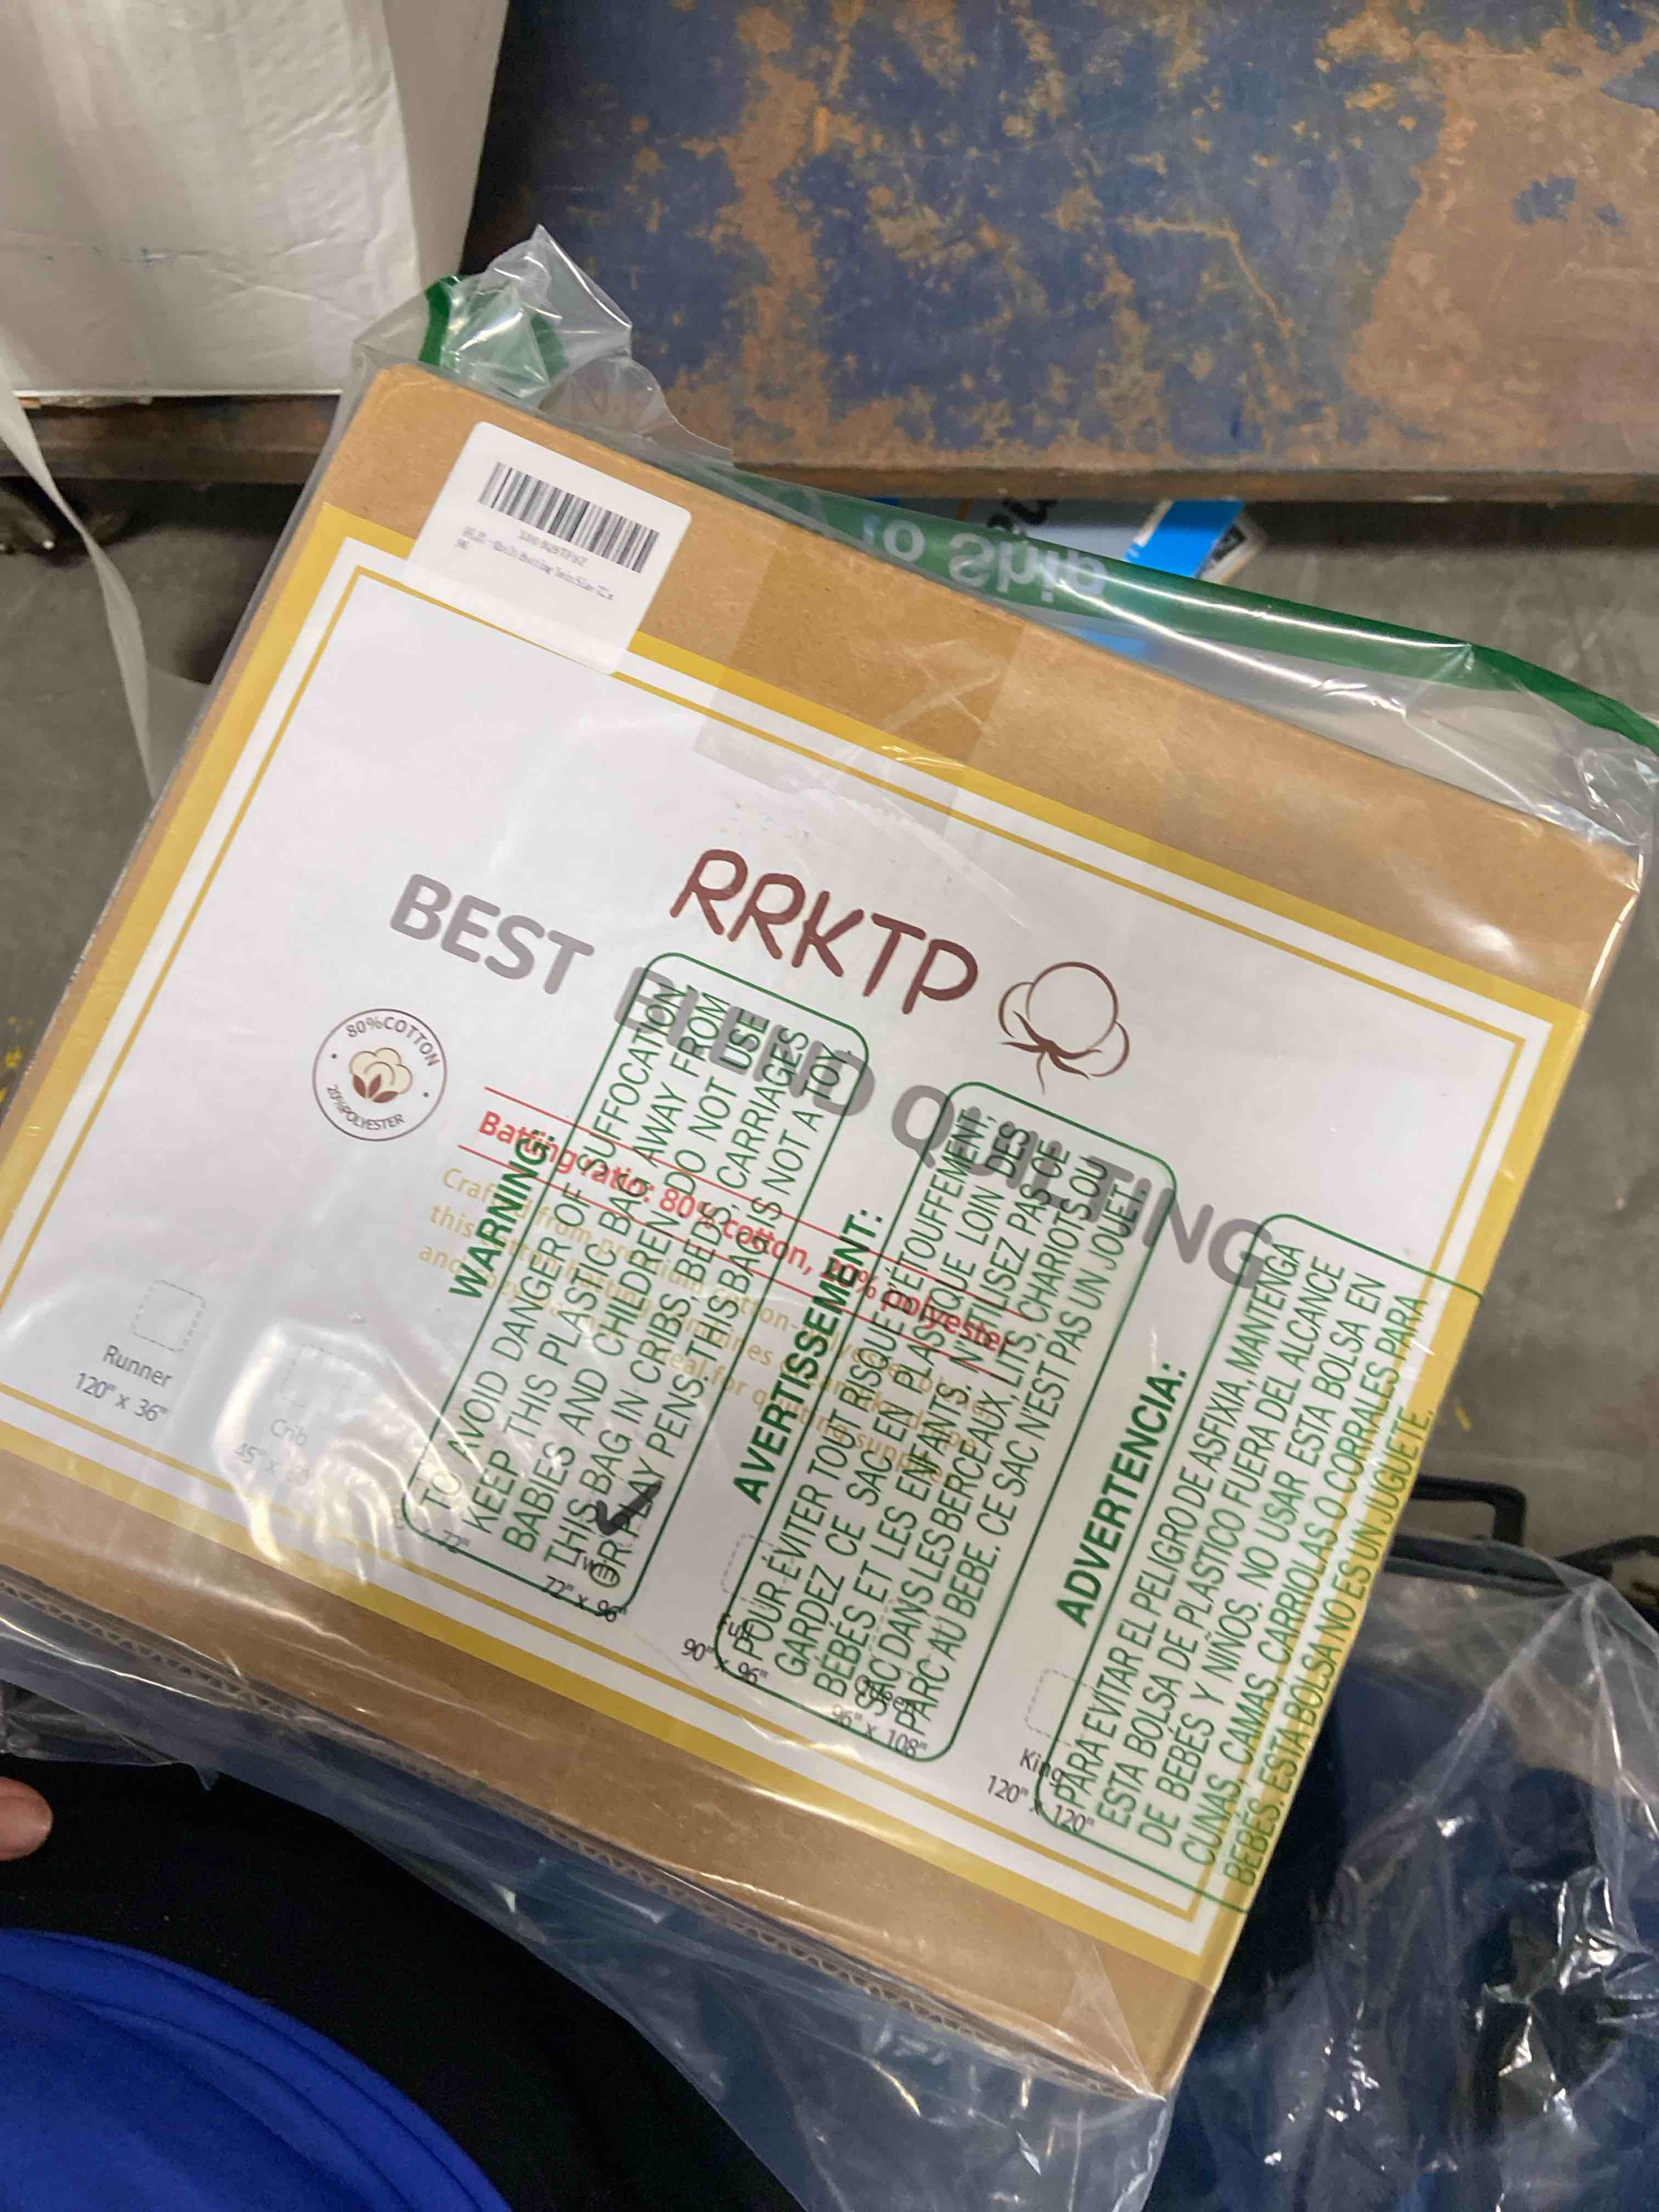 to Ship
RRKTP
BEST BLEND QUILTING
80%COTTON
20%POLYESTER
Batting ratio: 80% cotton, 20% polyester
WARNING:
TO AVOID DANGER OF SUFFOCATION
KEEP THIS PLASTIC BAG AWAY FROM
BABIES AND CHILDREN. DO NOT USE
THIS BAG IN CRIBS, BEDS, CARRIAGES
OR PLAY PENS. THIS BAG IS NOT A TOY.
AVERTISSEMENT:
POUR ÉVITER TOUT RISQUE D'ÉTOUFFEMENT,
GARDEZ CE SAC EN PLASTIQUE LOIN DES
BÉBÉS ET LES ENFANTS. N'UTILISEZ PAS CE
SAC DANS LES BERCEAUX, LITS, CHARIOTS OU
PARC AU BEBE. CE SAC N'EST PAS UN JOUET.
ADVERTENCIA:
PARA EVITAR EL PELIGRO DE ASFIXIA, MANTENGA
ESTA BOLSA DE PLASTICO FUERA DEL ALCANCE
DE BEBÉS Y NIÑOS. NO USAR ESTA BOLSA EN
CUNAS, CAMAS, CARRIOLAS O CORRALES PARA
BEBÉS. ESTA BOLSA NO ES UN JUGUETE.
Runner
120" x 36"
Crib
45" x 60"
Twin
72" x 96"
Full
90" x 96"
Queen
96" x 108"
King
120" x 120"